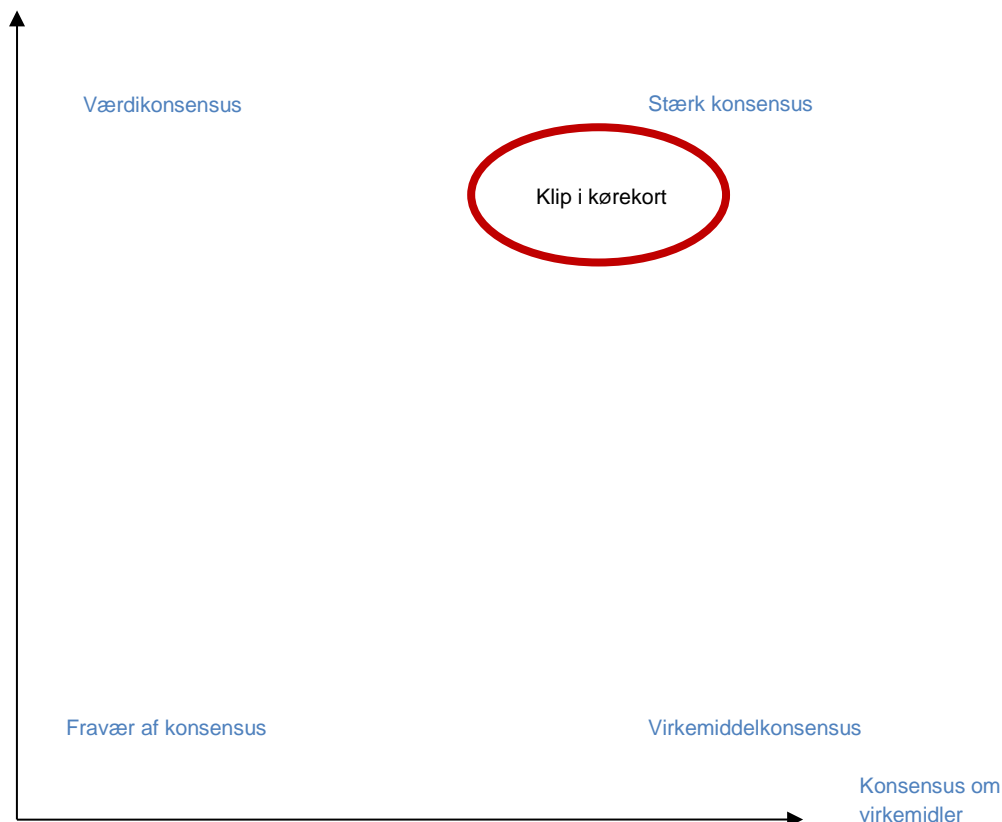 Værdikonsensus
Stærk konsensus
Klip i kørekort
Fravær af konsensus
Virkemiddelkonsensus
Konsensus om
virkemidler